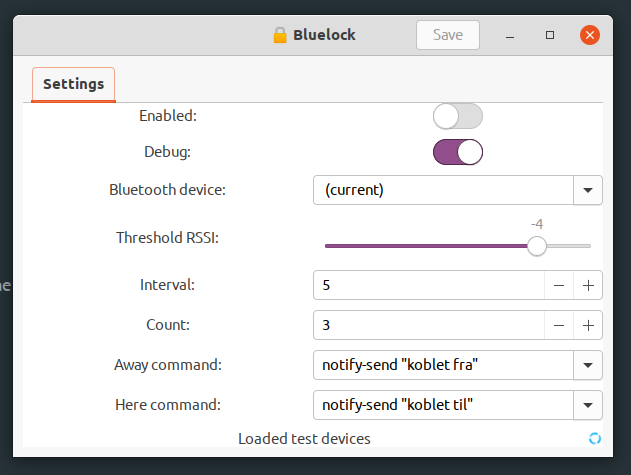 Bluelock
Save
Settings
Enabled:
Debug:
Bluetooth device:
(current)
Threshold RSSI:
-4
Interval:
5
Count:
3
Away command:
notify-send "koblet fra"
Here command:
notify-send "koblet til"
Loaded test devices